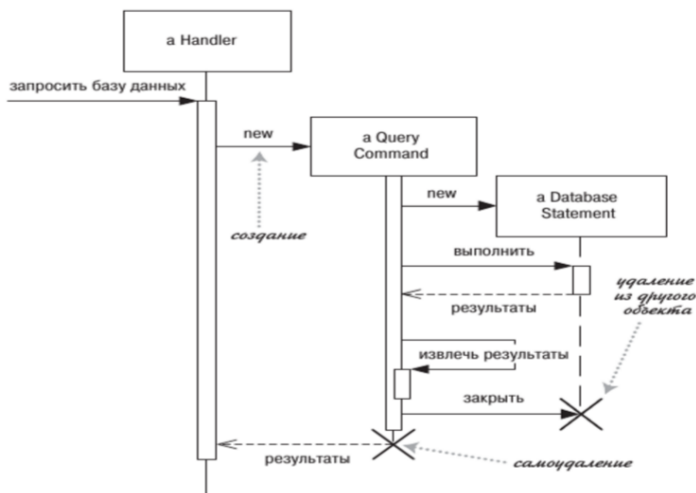 a Handler
запросить базу данных
new
a Query
Command
создание
new
a Database
Statement
выполнить
удаление
из другого
объекта
результаты
извлечь результаты
закрыть
результаты
самоудаление